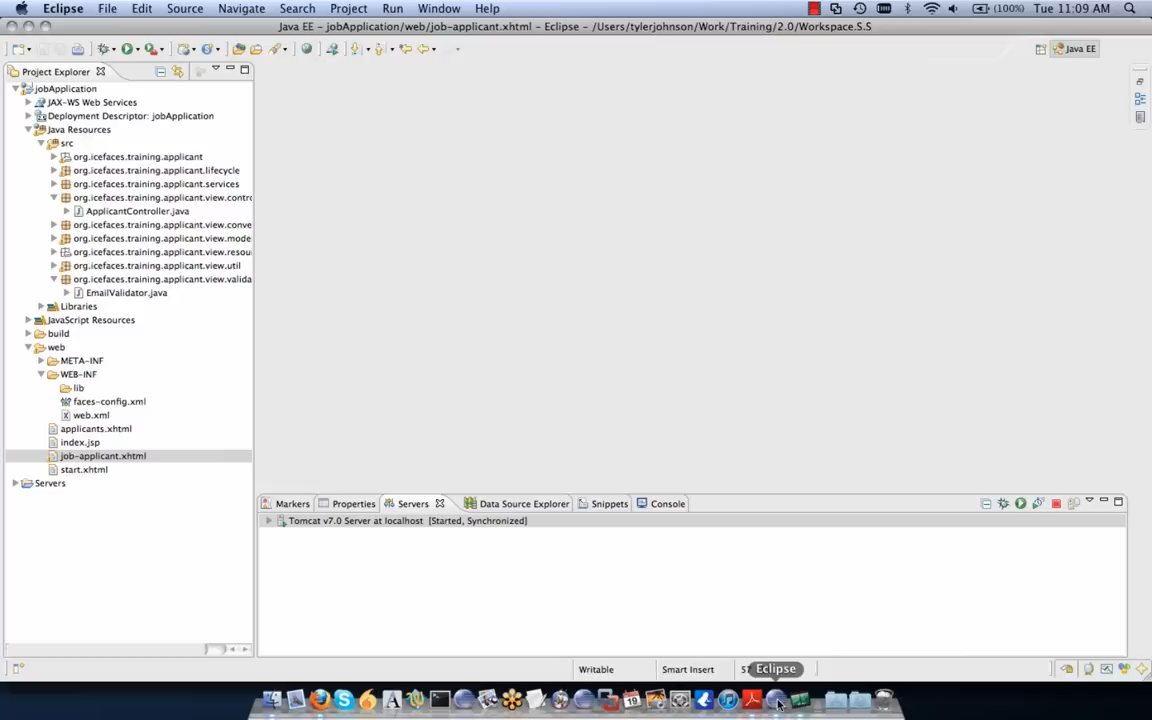 Eclipse File Edit Source Navigate Search Project Run Window Help (100%) Tue 11:09 AM
Java EE - jobApplication/web/job-applicant.xhtml - Eclipse - /Users/tylerjohnson/Work/Training/2.0/Workspace.S.S
Java EE
Project Explorer
jobApplication
JAX-WS Web Services
Deployment Descriptor: jobApplication
Java Resources
src
org.icefaces.training.applicant
org.icefaces.training.applicant.lifecycle
org.icefaces.training.applicant.services
org.icefaces.training.applicant.view.contro
ApplicantController.java
org.icefaces.training.applicant.view.conve
org.icefaces.training.applicant.view.mode
org.icefaces.training.applicant.view.resou
org.icefaces.training.applicant.view.util
org.icefaces.training.applicant.view.valida
EmailValidator.java
Libraries
JavaScript Resources
build
web
META-INF
WEB-INF
lib
faces-config.xml
web.xml
applicants.xhtml
index.jsp
job-applicant.xhtml
start.xhtml
Servers
Markers Properties Servers Data Source Explorer Snippets Console
Tomcat v7.0 Server at localhost [Started, Synchronized]
Writable Smart Insert 57
Eclipse